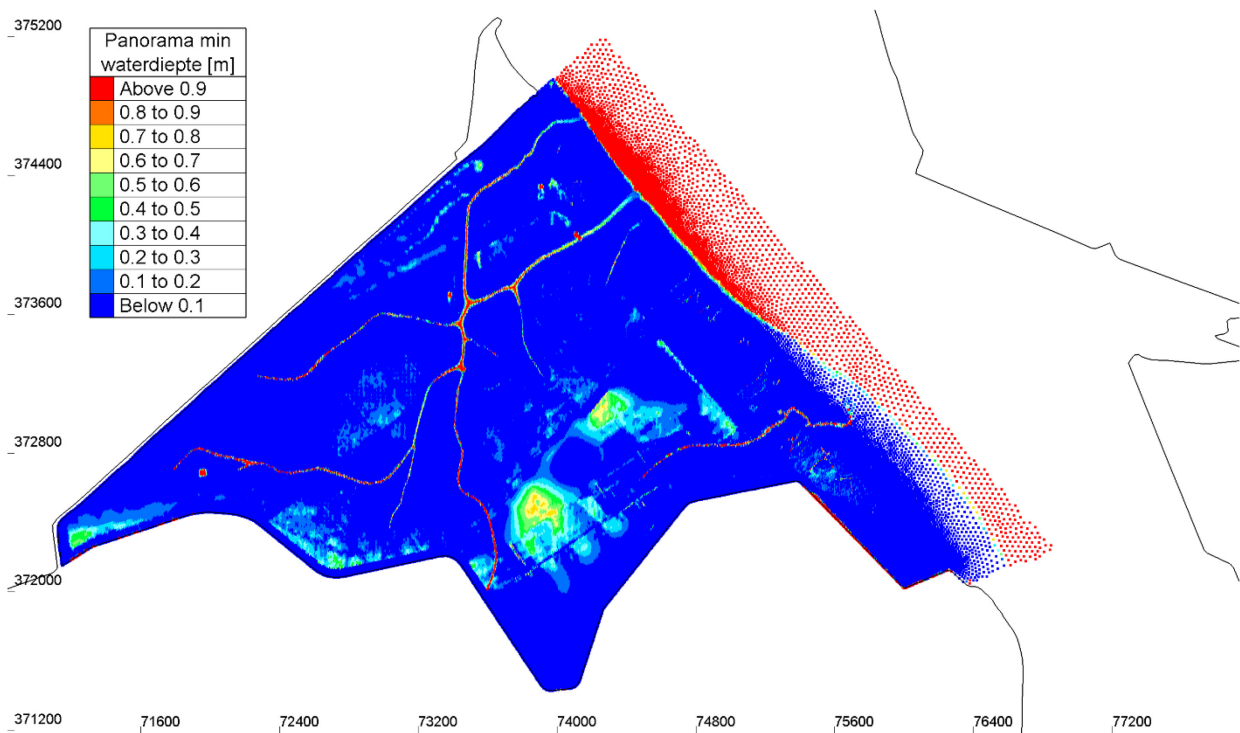 375200
Panorama min
waterdiepte [m]
Above 0.9
0.8 to 0.9
0.7 to 0.8
0.6 to 0.7
0.5 to 0.6
0.4 to 0.5
0.3 to 0.4
0.2 to 0.3
0.1 to 0.2
Below 0.1
374400
373600
372800
372000
371200
71600 72400 73200 74000 74800 75600 76400 77200